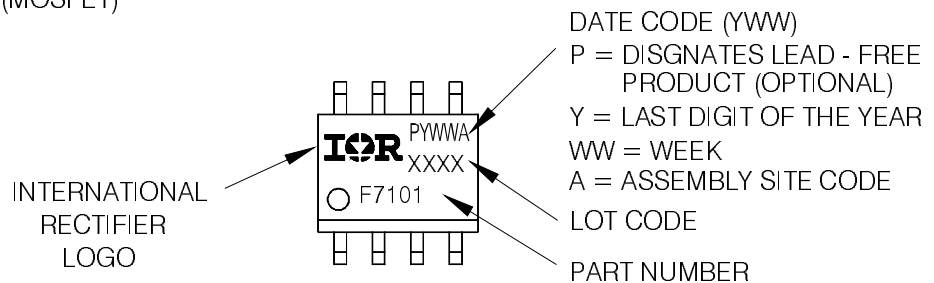 (MOSFET)
DATE CODE (YWW)
P = DISGNATES LEAD - FREE
PRODUCT (OPTIONAL)
Y = LAST DIGIT OF THE YEAR
WW = WEEK
A = ASSEMBLY SITE CODE
LOT CODE
PART NUMBER
IOR PYWWA
XXXX
F7101
INTERNATIONAL
RECTIFIER
LOGO